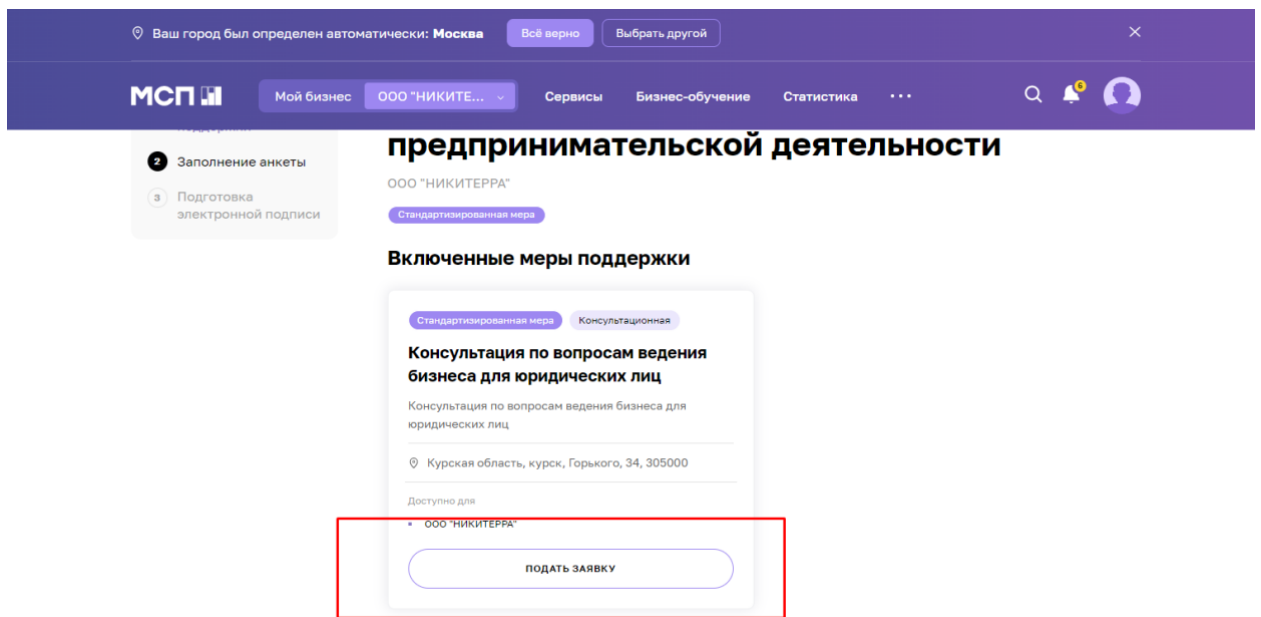 Ваш город был определен автоматически: Москва Всё верно Выбрать другой
МСП Мой бизнес ООО "НИКИТЕ... Сервисы Бизнес-обучение Статистика ··· 6
2 Заполнение анкеты
3 Подготовка
электронной подписи
предпринимательской деятельности
ООО "НИКИТЕРРА"
Стандартизированная мера
Включенные меры поддержки
Стандартизированная мера Консультационная
Консультация по вопросам ведения
бизнеса для юридических лиц
Консультация по вопросам ведения бизнеса для
юридических лиц
Курская область, курск, Горького, 34, 305000
Доступно для
ООО "НИКИТЕРРА"
ПОДАТЬ ЗАЯВКУ